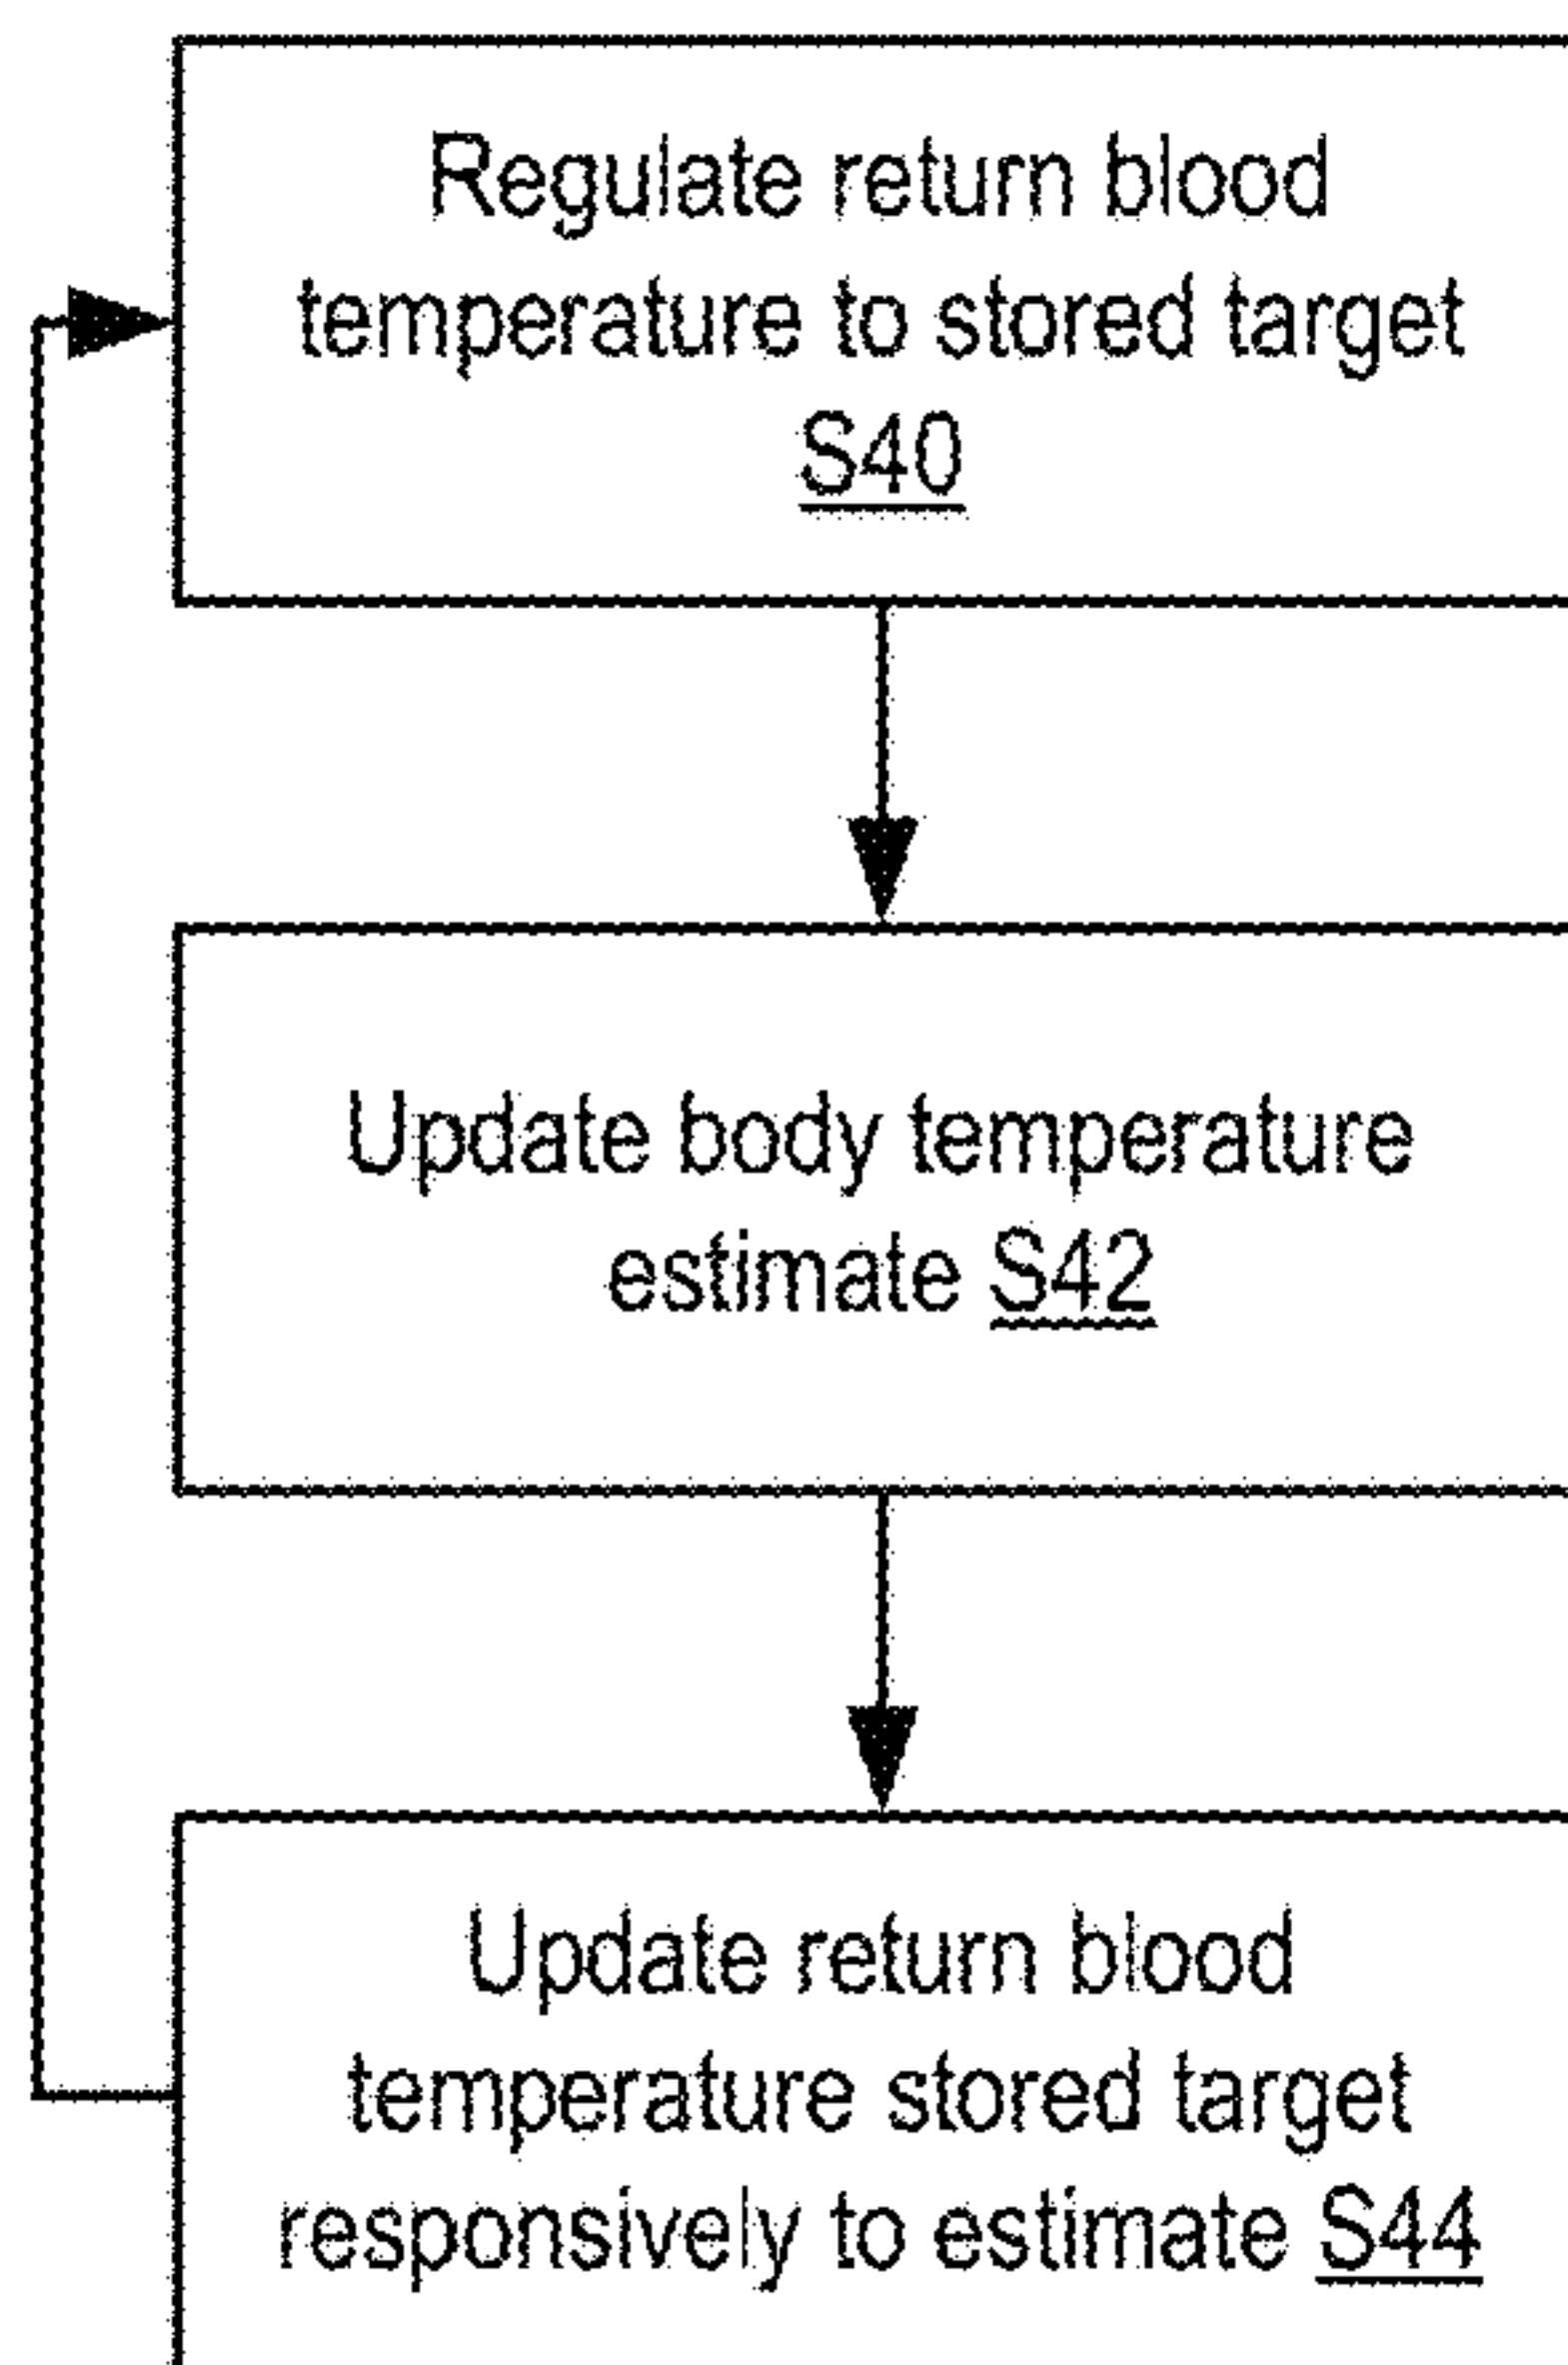 Regulate return blood
temperature to stored target
S40
Update body temperature
estimate S42
Update return blood
temperature stored target
responsively to estimate S44